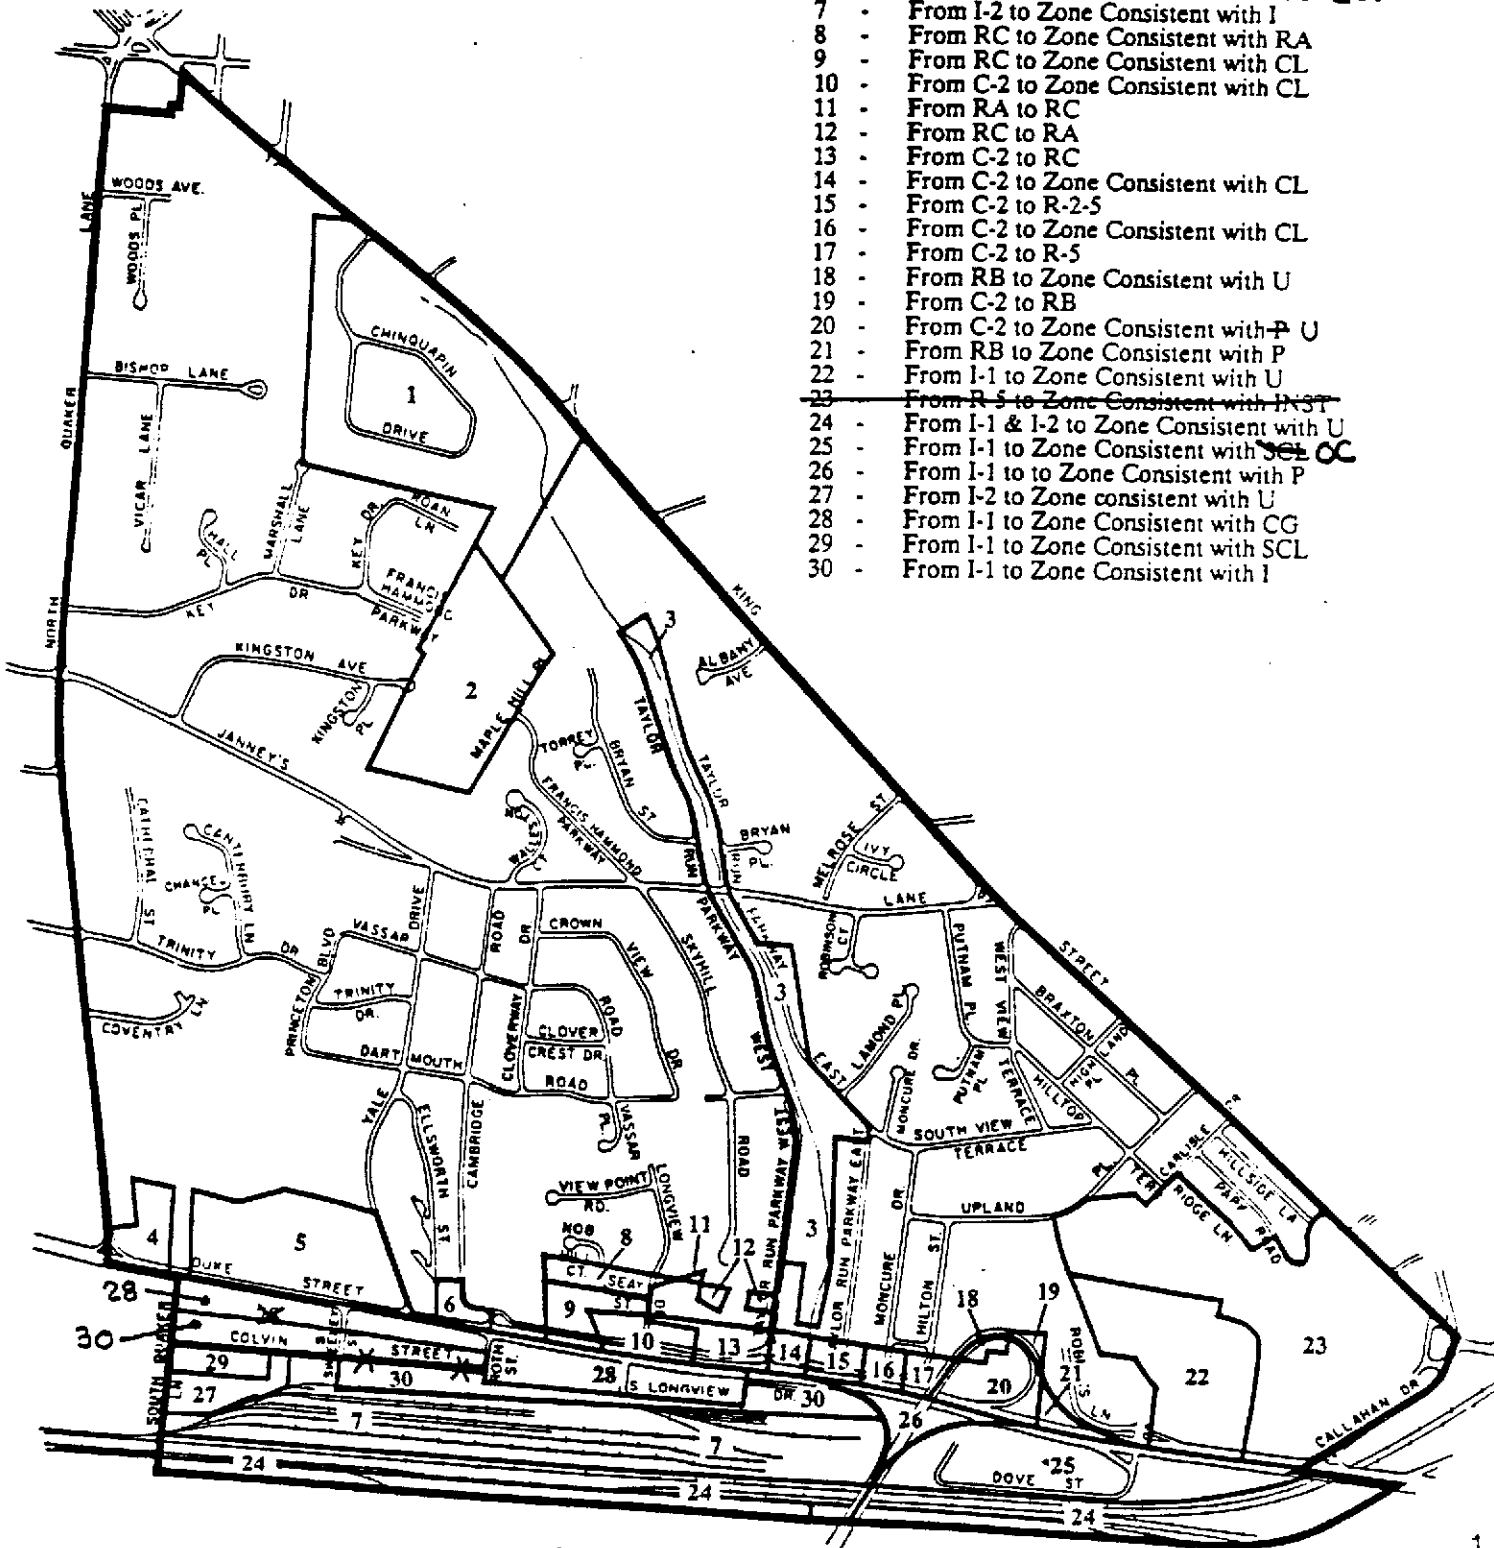 7 - From I-2 to Zone Consistent with I
8 - From RC to Zone Consistent with RA
9 - From RC to Zone Consistent with CL
10 - From C-2 to Zone Consistent with CL
11 - From RA to RC
12 - From RC to RA
13 - From C-2 to RC
14 - From C-2 to Zone Consistent with CL
15 - From C-2 to R-2-5
16 - From C-2 to Zone Consistent with CL
17 - From C-2 to R-5
18 - From RB to Zone Consistent with U
19 - From C-2 to RB
20 - From C-2 to Zone Consistent with P U
21 - From RB to Zone Consistent with P
22 - From I-1 to Zone Consistent with U
23 - From R-5 to Zone Consistent with INST
24 - From I-1 & I-2 to Zone Consistent with U
25 - From I-1 to Zone Consistent with SCL OC
26 - From I-1 to to Zone Consistent with P
27 - From I-2 to Zone consistent with U
28 - From I-1 to Zone Consistent with CG
29 - From I-1 to Zone Consistent with SCL
30 - From I-1 to Zone Consistent with I
WOODS AVE.
WOODS PL
NORTH QUAKER LANE
BISHOP LANE
VICAR LANE
CHINQUAPIN
DRIVE
1
MARSHALL LANE
ROAN LN
KEY DR
HALL PL
KEY DR
FRANCIS HAMMOND PARKWAY
KINGSTON AVE
KINGSTON PL
2
MAPLE HILL PL
3
KING
ALBANY AVE
JANNEY'S
TORREY PL.
BRYAN ST
TAYLOR RUN PARKWAY WEST
TAYLOR RUN PARKWAY EAST
FRANCIS HAMMOND PARKWAY
BRYAN PL.
MELROSE ST
IVY CIRCLE
LANE
CATHEDRAL ST
CANTERBURY LN
CHANCE PL
TRINITY DR
VASSAR DRIVE
ROAD
DR
CROWN VIEW DR
SKYHILL ROAD
ROBINSON CT
PUTNAM PL
WEST VIEW TERRACE
STREET
BRAXTON PL
HIGHLAND PL
HILLTOP TERRACE
COVENTRY LN
PRINCETON BLVD
TRINITY DR.
DARTMOUTH ROAD
CLOVERWAY
CLOVER
CREST DR
ROAD
VASSAR PL.
YALE
ELLSWORTH ST
CAMBRIDGE
3
LAMOND PL
MONCURE DR.
PUTNAM PL
SOUTH VIEW TERRACE
CARLISLE
HILLSIDE LA
PAPY ROAD
RIDGE LN.
UPLAND PL
VIEW POINT RD.
LONGVIEW
NOB HILL CT.
SEAY ST
4
5
6
8
9
10
11
12
13
14
15
16
17
18
19
20
21
22
23
3
TAYLOR RUN PARKWAY WEST
TAYLOR RUN PARKWAY EAST
MONCURE DR.
HILTON ST.
DUKE STREET
28
30
COLVIN STREET
29
27
SOUTH QUAKER LN
ROTH ST.
30
28
S LONGVIEW DR.
30
26
25
DOVE ST
CALLAHAN DR
7
7
24
24
24
1